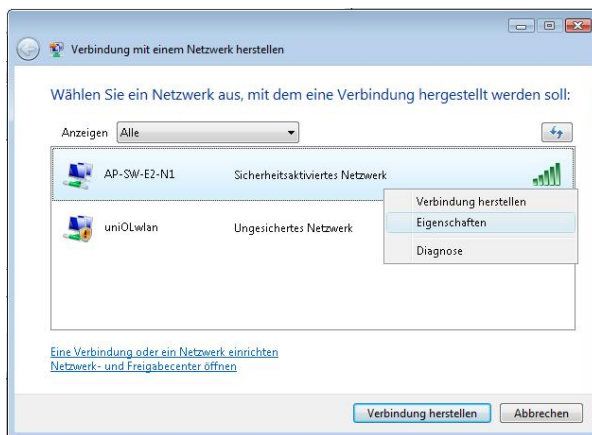 Verbindung mit einem Netzwerk herstellen
Wählen Sie ein Netzwerk aus, mit dem eine Verbindung hergestellt werden soll:
Anzeigen Alle
AP-SW-E2-N1 Sicherheitsaktiviertes Netzwerk
Verbindung herstellen
Eigenschaften
uniOLwlan Ungesichertes Netzwerk
Diagnose
Eine Verbindung oder ein Netzwerk einrichten
Netzwerk- und Freigabecenter öffnen
Verbindung herstellen Abbrechen